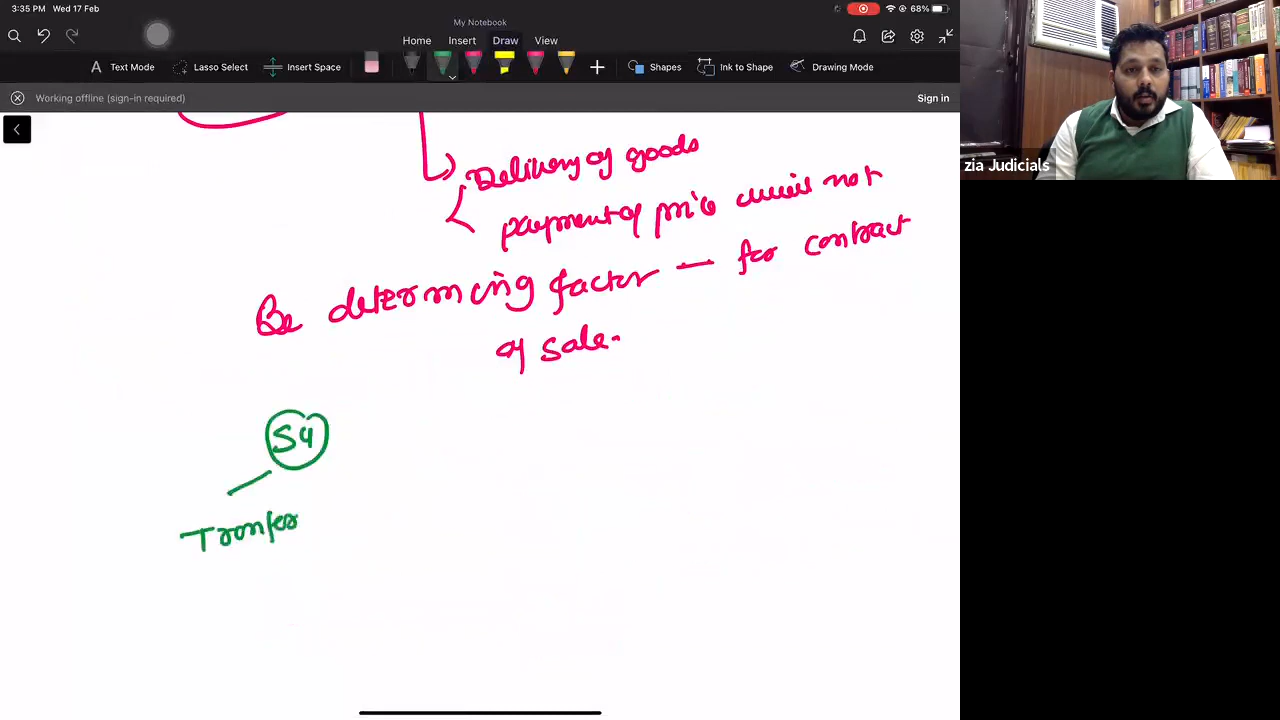 3:35 PM Wed 17 Feb
68%
My Notebook
Home Insert Draw View
Text Mode Lasso Select Insert Space Shapes Ink to Shape Drawing Mode
Working offline (sign-in required) Sign in
zia Judicials
Delivery of goods
payment of price will not
Be determining factor — for contract
of sale.
S4
Tranfer